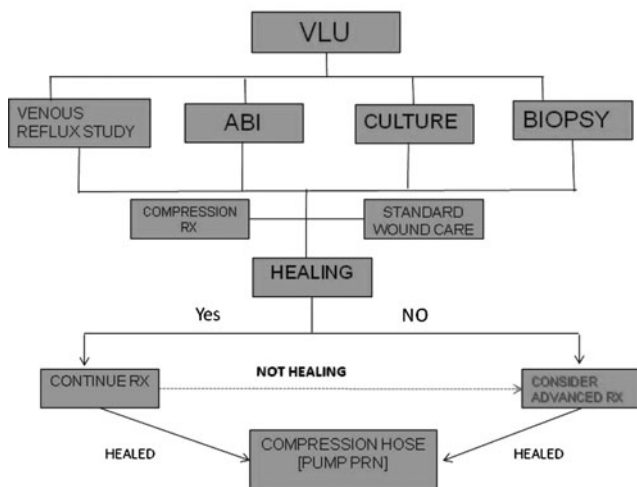 VLU
VENOUS
REFLUX STUDY
ABI
CULTURE
BIOPSY
COMPRESSION
RX
STANDARD
WOUND CARE
HEALING
Yes
NO
CONTINUE RX
NOT HEALING
CONSIDER
ADVANCED RX
HEALED
COMPRESSION HOSE
[PUMP PRN]
HEALED